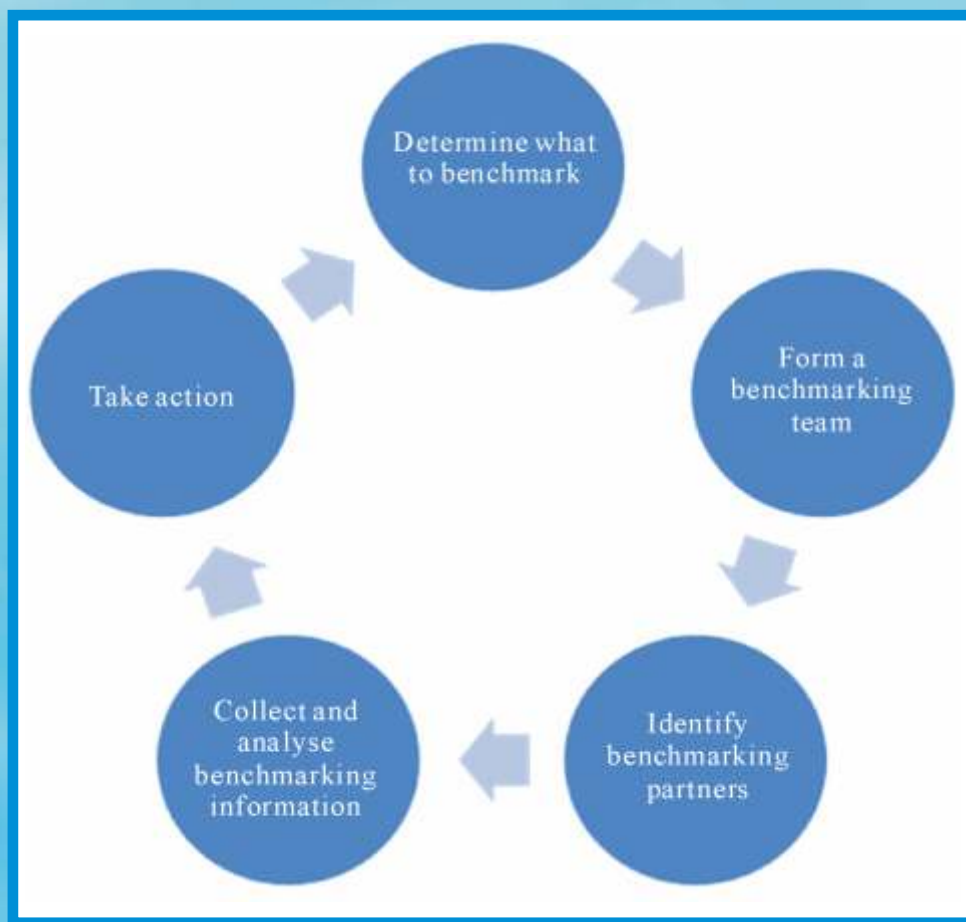 Determine what
to benchmark
Form a
benchmarking
team
Identify
benchmarking
partners
Collect and
analyse
benchmarking
information
Take action